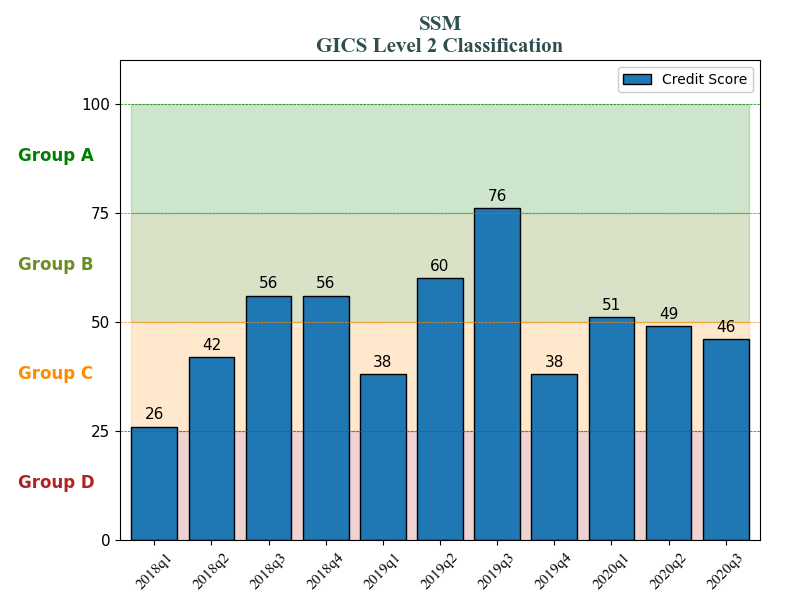 SSM
GICS Level 2 Classification
Credit Score
100
Group A
75
Group B
50
Group C
25
Group D
0
26
42
56
56
38
60
76
38
51
49
46
2018q1
2018q2
2018q3
2018q4
2019q1
2019q2
2019q3
2019q4
2020q1
2020q2
2020q3